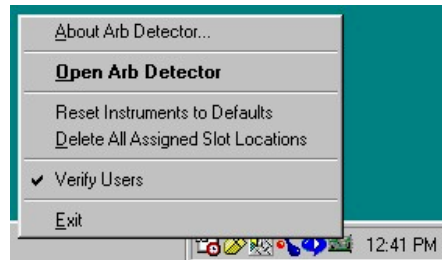 About Arb Detector...
Open Arb Detector
Reset Instruments to Defaults
Delete All Assigned Slot Locations
Verify Users
Exit
12:41 PM